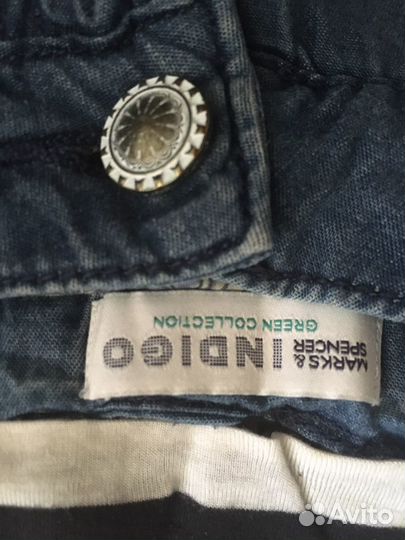 MARKS &
SPENCER
INDIGO
GREEN COLLECTION
Avito